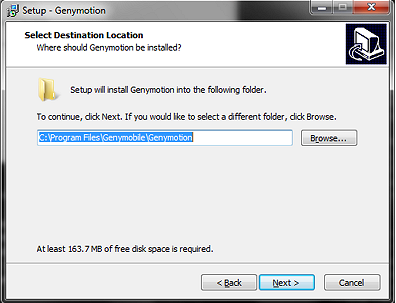 Setup - Genymotion
Select Destination Location
Where should Genymotion be installed?
Setup will install Genymotion into the following folder.
To continue, click Next. If you would like to select a different folder, click Browse.
C:\Program Files\Genymobile\Genymotion
Browse...
At least 163.7 MB of free disk space is required.
< Back
Next >
Cancel